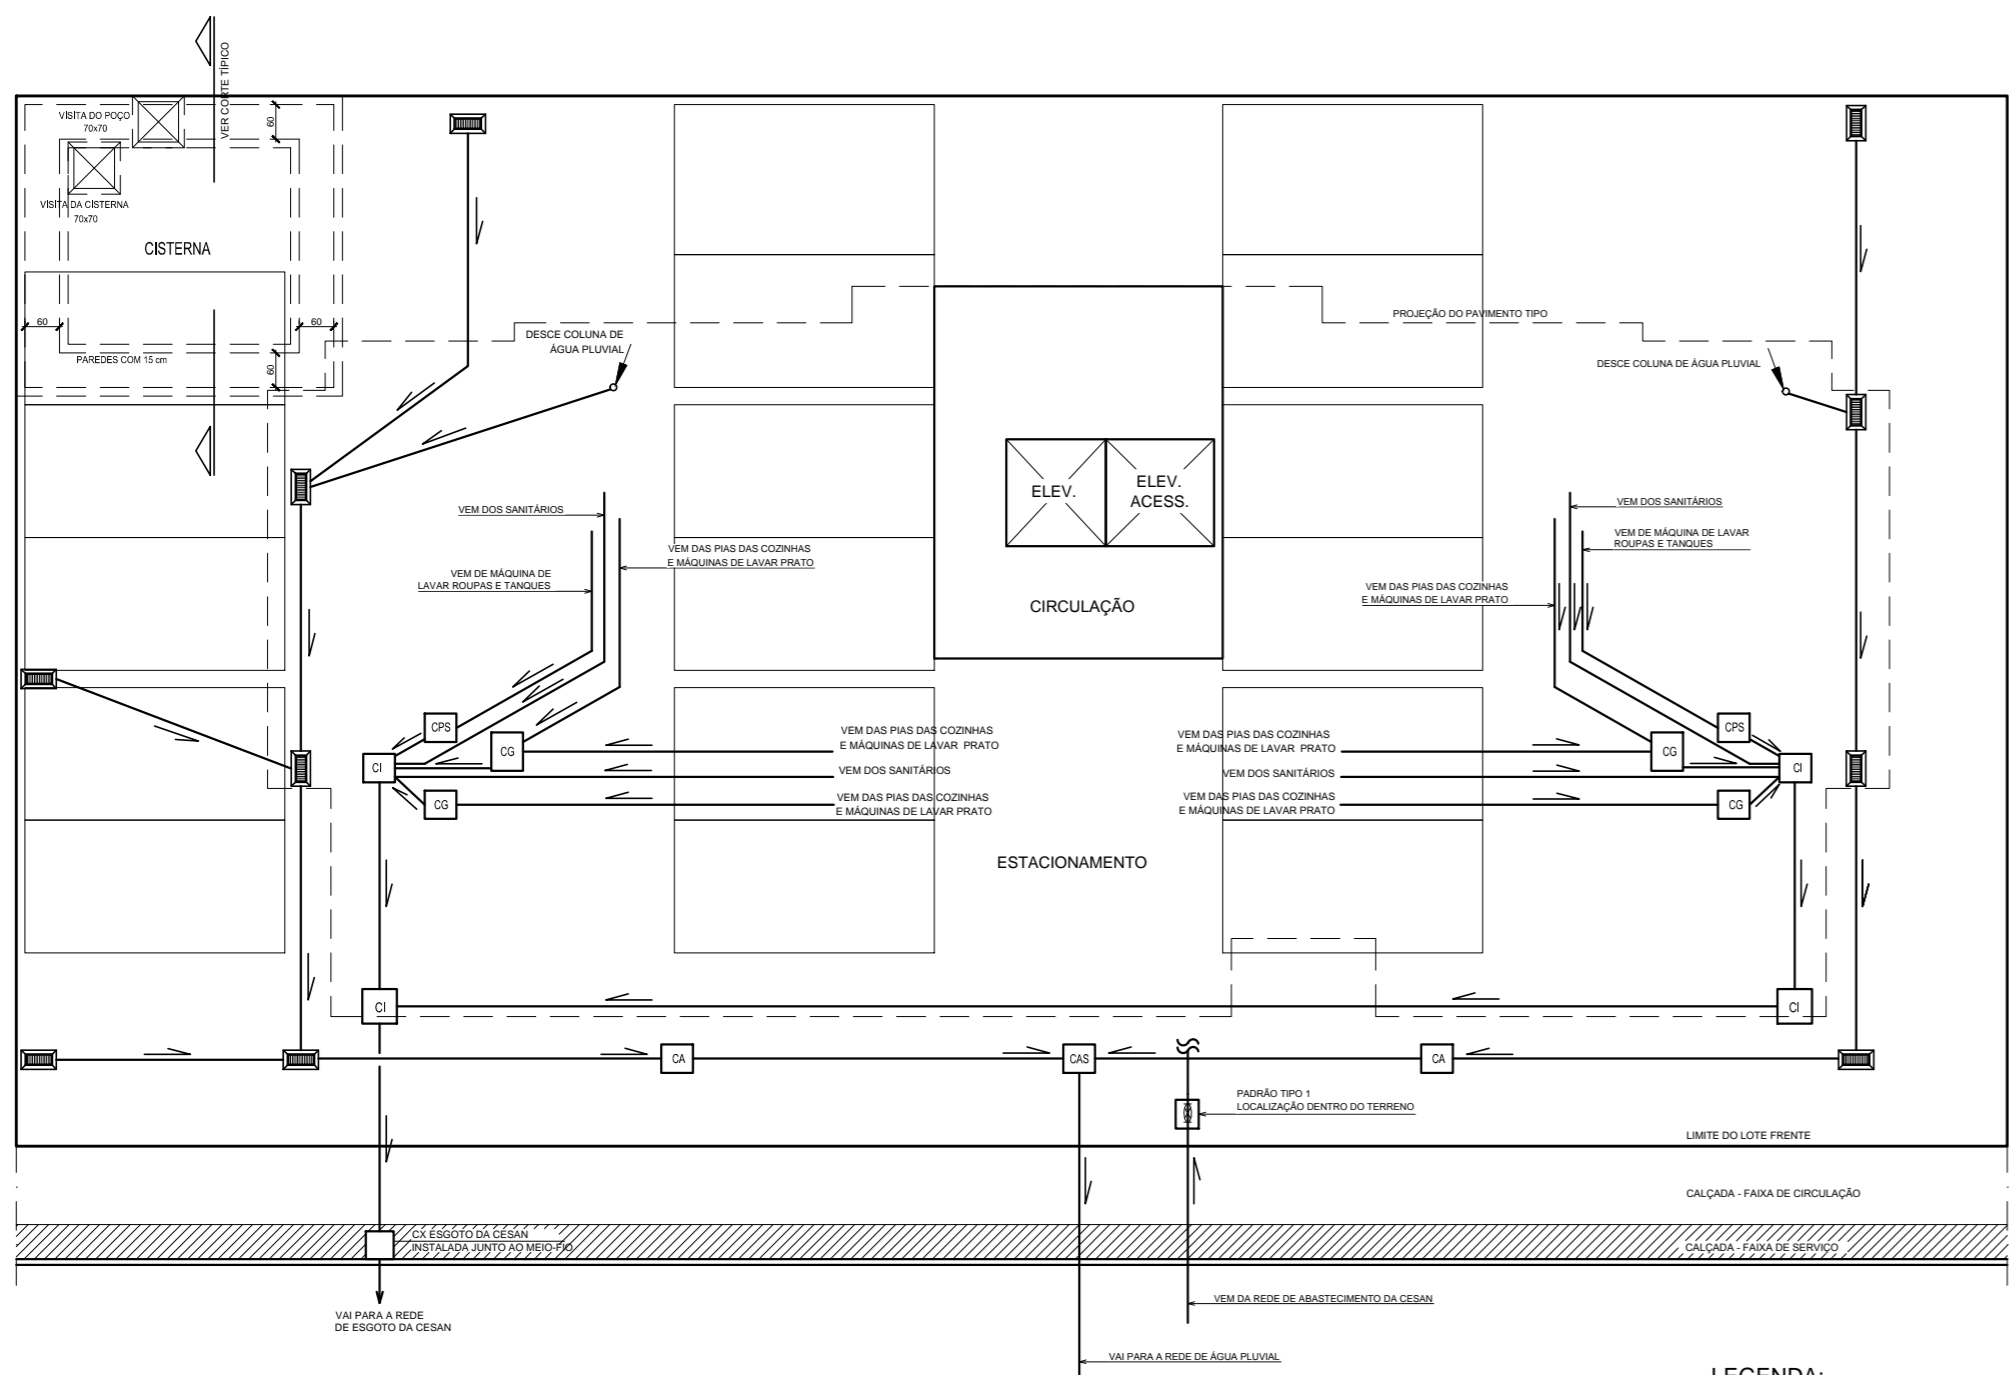 VER CORTE TÍPICO
VISITA DO POÇO
70x70
60
VISITA DA CISTERNA
70x70
CISTERNA
60
60
PAREDES COM 15 cm
60
DESCE COLUNA DE
ÁGUA PLUVIAL
PROJEÇÃO DO PAVIMENTO TIPO
DESCE COLUNA DE ÁGUA PLUVIAL
ELEV.
ELEV.
ACESS.
CIRCULAÇÃO
VEM DOS SANITÁRIOS
VEM DAS PIAS DAS COZINHAS
E MÁQUINAS DE LAVAR PRATO
VEM DE MÁQUINA DE
LAVAR ROUPAS E TANQUES
VEM DOS SANITÁRIOS
VEM DE MÁQUINA DE LAVAR
ROUPAS E TANQUES
VEM DAS PIAS DAS COZINHAS
E MÁQUINAS DE LAVAR PRATO
CPS
CG
CI
CG
VEM DAS PIAS DAS COZINHAS
E MÁQUINAS DE LAVAR PRATO
VEM DOS SANITÁRIOS
VEM DAS PIAS DAS COZINHAS
E MÁQUINAS DE LAVAR PRATO
VEM DAS PIAS DAS COZINHAS
E MÁQUINAS DE LAVAR PRATO
VEM DOS SANITÁRIOS
VEM DAS PIAS DAS COZINHAS
E MÁQUINAS DE LAVAR PRATO
CPS
CG
CI
CG
ESTACIONAMENTO
CI
CI
CA
CAS
CA
PADRÃO TIPO 1
LOCALIZAÇÃO DENTRO DO TERRENO
LIMITE DO LOTE FRENTE
CALÇADA - FAIXA DE CIRCULAÇÃO
CX ESGOTO DA CESAN
INSTALADA JUNTO AO MEIO-FIO
CALÇADA - FAIXA DE SERVIÇO
VAI PARA A REDE
DE ESGOTO DA CESAN
VEM DA REDE DE ABASTECIMENTO DA CESAN
VAI PARA A REDE DE ÁGUA PLUVIAL
LEGENDA: